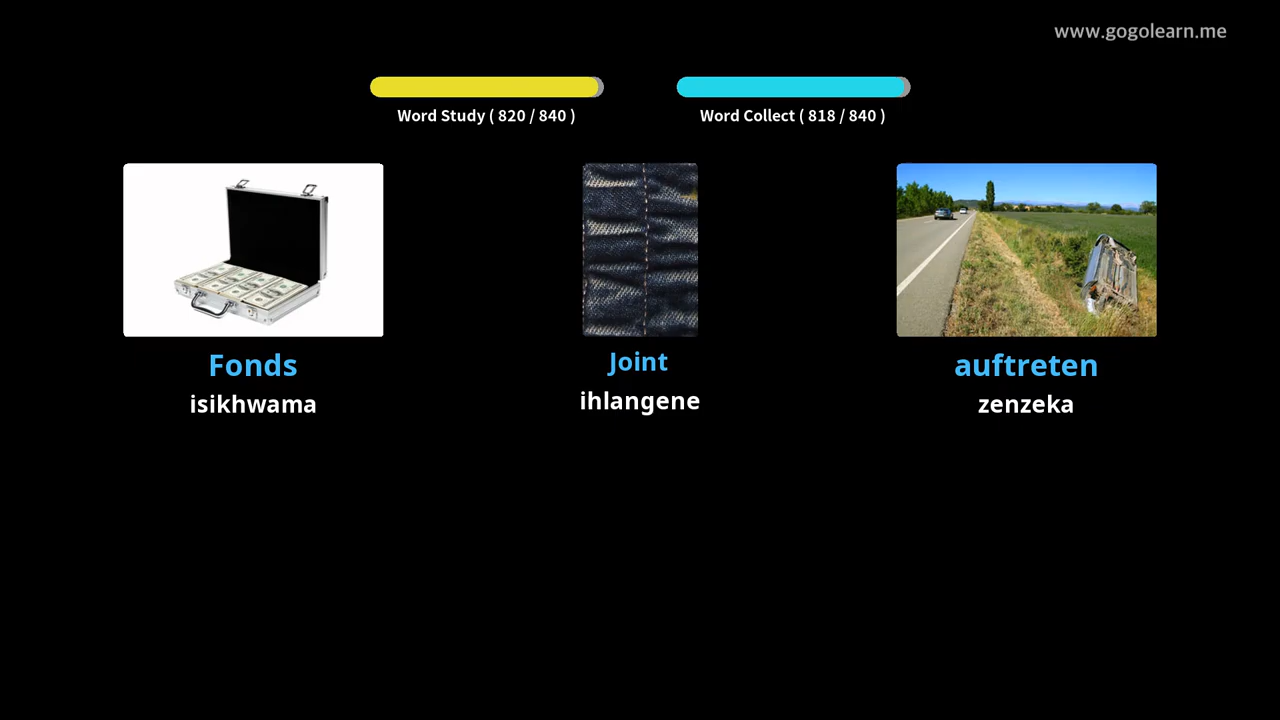 www.gogolearn.me
Word Study ( 820 / 840 )
Word Collect ( 818 / 840 )
Fonds
isikhwama
Joint
ihlangene
auftreten
zenzeka